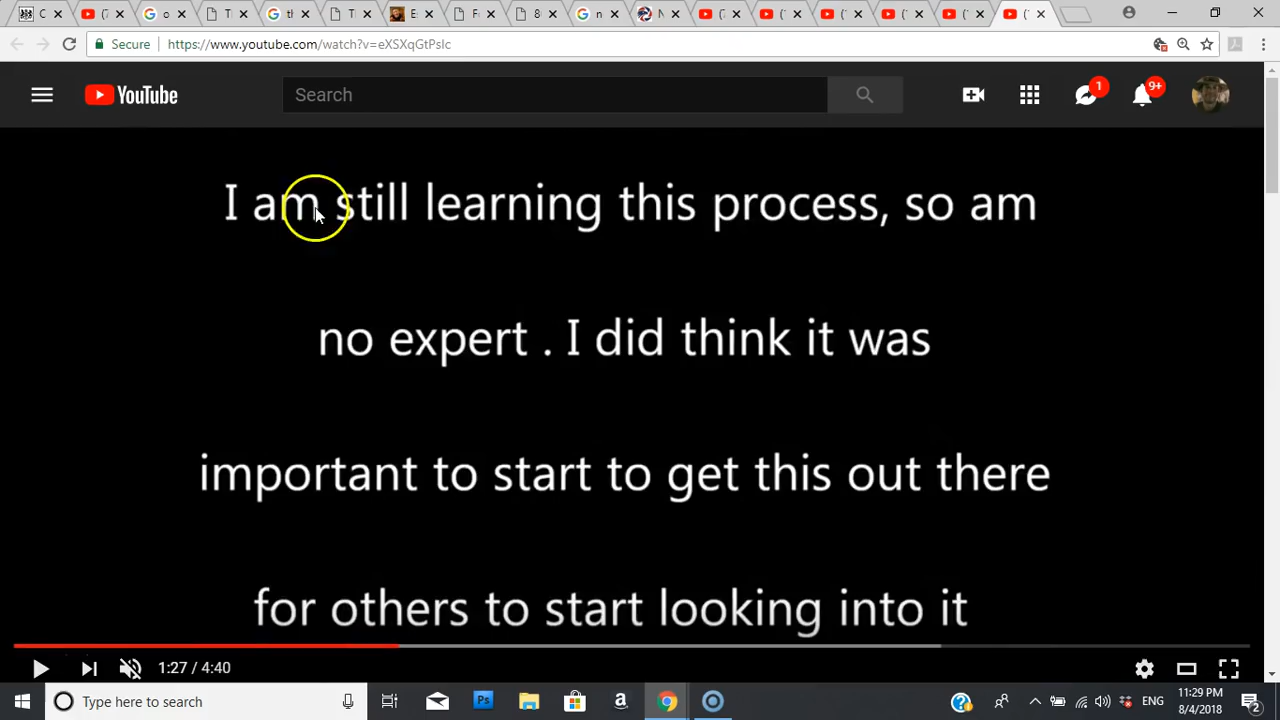 Secure
https://www.youtube.com/watch?v=eXSXqGtPsIc
YouTube
Search
1
9+
I am still learning this process, so am
no expert . I did think it was
important to start to get this out there
for others to start looking into it
1:27 / 4:40
Type here to search
ENG
11:29 PM
8/4/2018
2